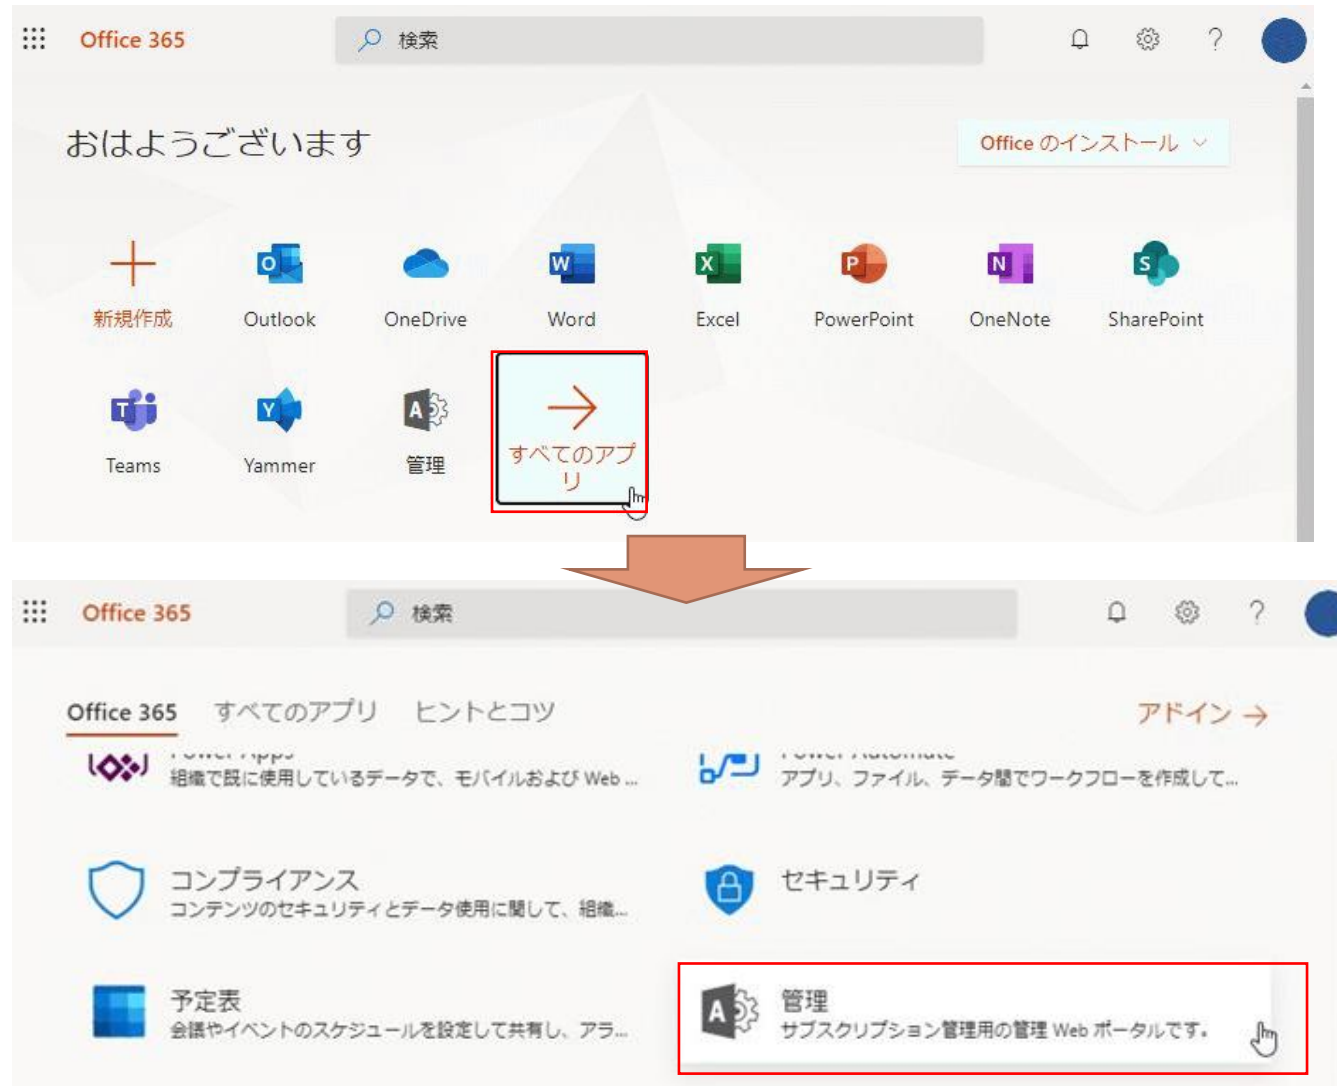 Office 365
検索
?
おはようございます
Office のインストール
新規作成
Outlook
OneDrive
Word
Excel
PowerPoint
OneNote
SharePoint
Teams
Yammer
管理
すべてのアプ
リ
Office 365
検索
?
Office 365 すべてのアプリ ヒントとコツ
アドイン →
Power Apps
組織で既に使用しているデータで、モバイルおよび Web ...
Power Automate
アプリ、ファイル、データ間でワークフローを作成して...
コンプライアンス
コンテンツのセキュリティとデータ使用に関して、組織...
セキュリティ
予定表
会議やイベントのスケジュールを設定して共有し、アラ...
管理
サブスクリプション管理用の管理 Web ポータルです。